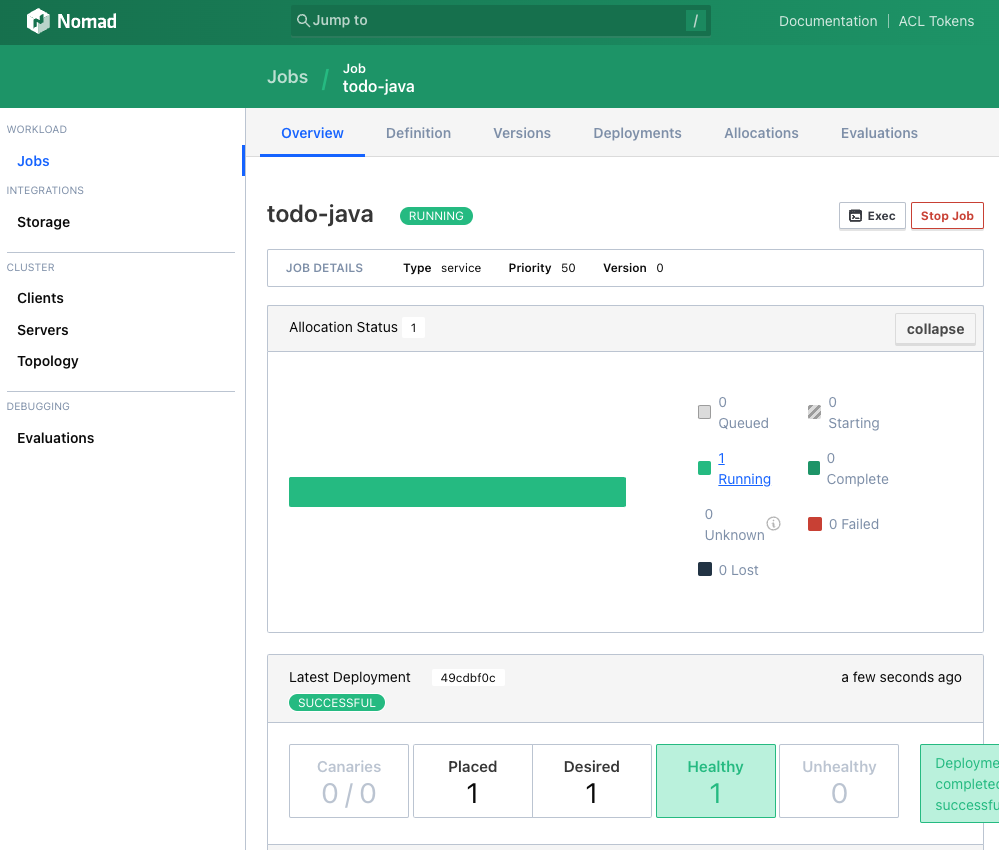 Nomad
Jump to
/
Documentation
ACL Tokens
Jobs / Job
todo-java
WORKLOAD
Jobs
INTEGRATIONS
Storage
CLUSTER
Clients
Servers
Topology
DEBUGGING
Evaluations
Overview Definition Versions Deployments Allocations Evaluations
todo-java RUNNING Exec Stop Job
JOB DETAILS Type service Priority 50 Version 0
Allocation Status 1 collapse
0
Queued
0
Starting
1
Running
0
Complete
0
Unknown
0 Failed
0 Lost
Latest Deployment 49cdbf0c a few seconds ago
SUCCESSFUL
Canaries
0 / 0
Placed
1
Desired
1
Healthy
1
Unhealthy
0
Deployme
completed
successfu